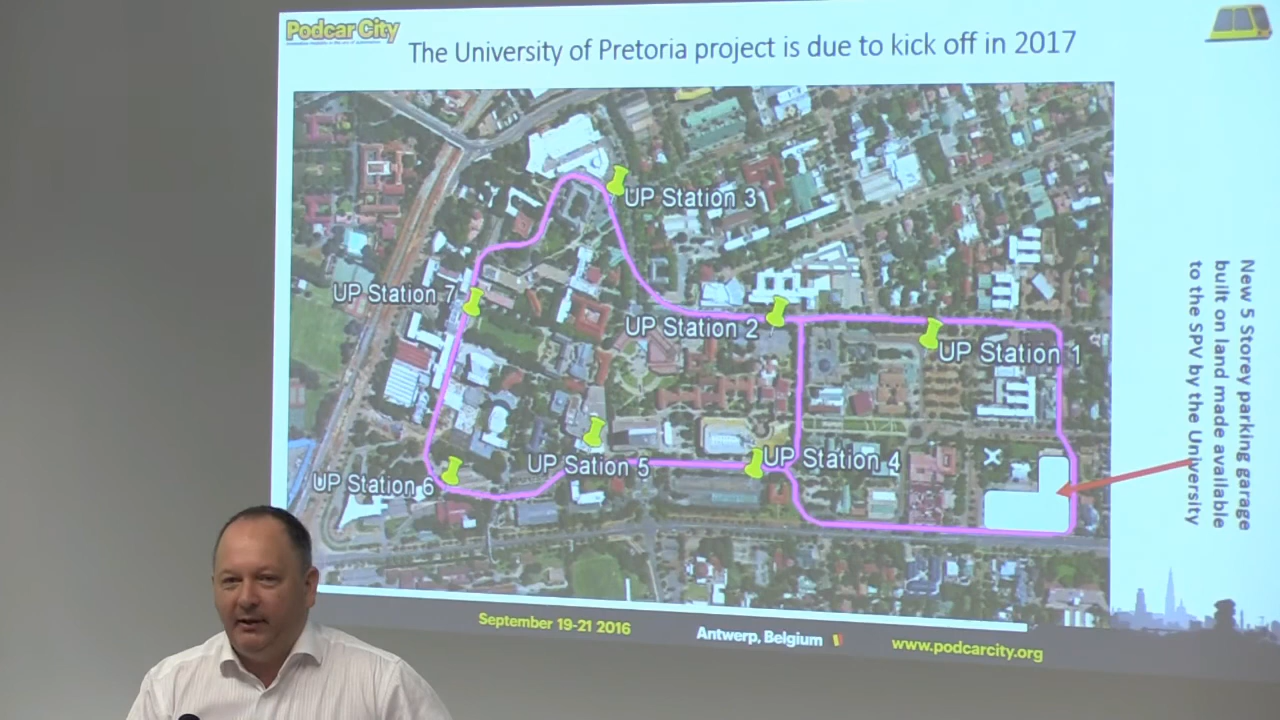 Podcar City
The University of Pretoria project is due to kick off in 2017
UP Station 3
UP Station 7
UP Station 2
UP Station 1
UP Station 4
UP Sation 5
UP Station 6
New 5 Storey parking garage
built on land made available
to the SPV by the University
September 19-21 2016
Antwerp, Belgium
www.podcarcity.org